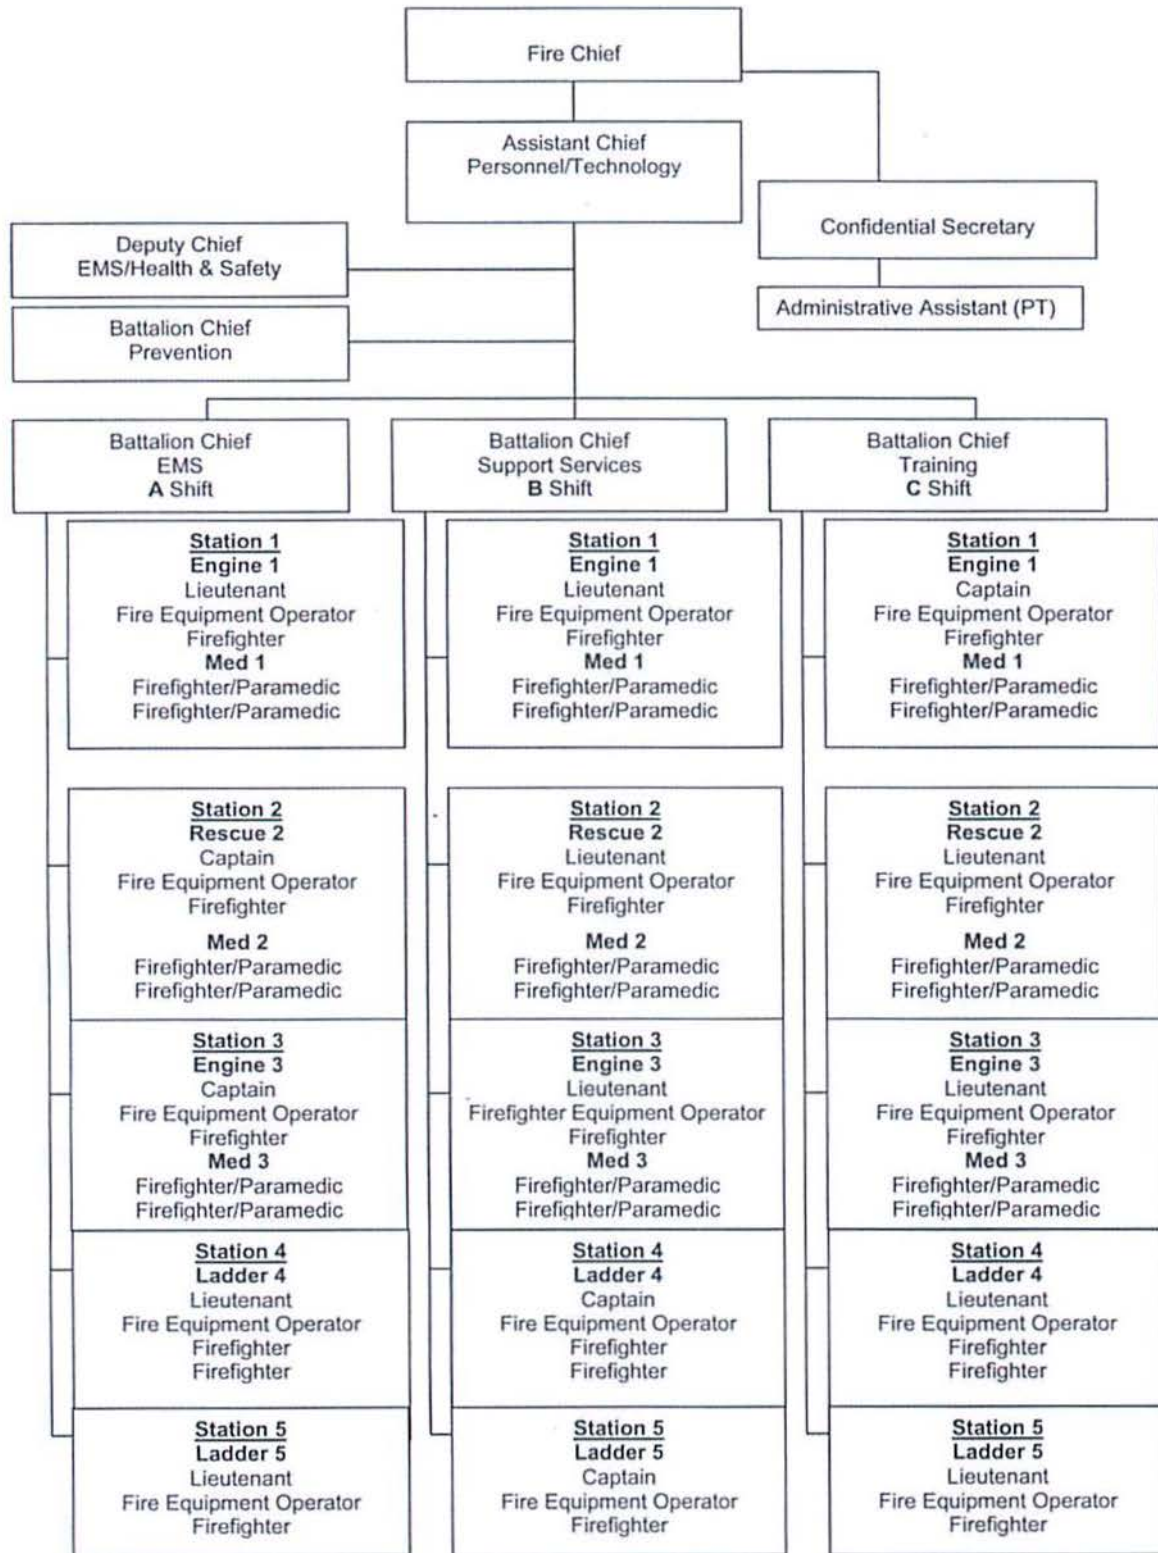 Fire Chief
Assistant Chief
Personnel/Technology
Confidential Secretary
Administrative Assistant (PT)
Deputy Chief
EMS/Health & Safety
Battalion Chief
Prevention
Battalion Chief
EMS
A Shift
Station 1
Engine 1
Lieutenant
Fire Equipment Operator
Firefighter
Med 1
Firefighter/Paramedic
Firefighter/Paramedic
Station 2
Rescue 2
Captain
Fire Equipment Operator
Firefighter
Med 2
Firefighter/Paramedic
Firefighter/Paramedic
Station 3
Engine 3
Captain
Fire Equipment Operator
Firefighter
Med 3
Firefighter/Paramedic
Firefighter/Paramedic
Station 4
Ladder 4
Lieutenant
Fire Equipment Operator
Firefighter
Firefighter
Station 5
Ladder 5
Lieutenant
Fire Equipment Operator
Firefighter
Battalion Chief
Support Services
B Shift
Station 1
Engine 1
Lieutenant
Fire Equipment Operator
Firefighter
Med 1
Firefighter/Paramedic
Firefighter/Paramedic
Station 2
Rescue 2
Lieutenant
Fire Equipment Operator
Firefighter
Med 2
Firefighter/Paramedic
Firefighter/Paramedic
Station 3
Engine 3
Lieutenant
Firefighter Equipment Operator
Firefighter
Med 3
Firefighter/Paramedic
Firefighter/Paramedic
Station 4
Ladder 4
Captain
Fire Equipment Operator
Firefighter
Firefighter
Station 5
Ladder 5
Captain
Fire Equipment Operator
Firefighter
Battalion Chief
Training
C Shift
Station 1
Engine 1
Captain
Fire Equipment Operator
Firefighter
Med 1
Firefighter/Paramedic
Firefighter/Paramedic
Station 2
Rescue 2
Lieutenant
Fire Equipment Operator
Firefighter
Med 2
Firefighter/Paramedic
Firefighter/Paramedic
Station 3
Engine 3
Lieutenant
Fire Equipment Operator
Firefighter
Med 3
Firefighter/Paramedic
Firefighter/Paramedic
Station 4
Ladder 4
Lieutenant
Fire Equipment Operator
Firefighter
Firefighter
Station 5
Ladder 5
Lieutenant
Fire Equipment Operator
Firefighter